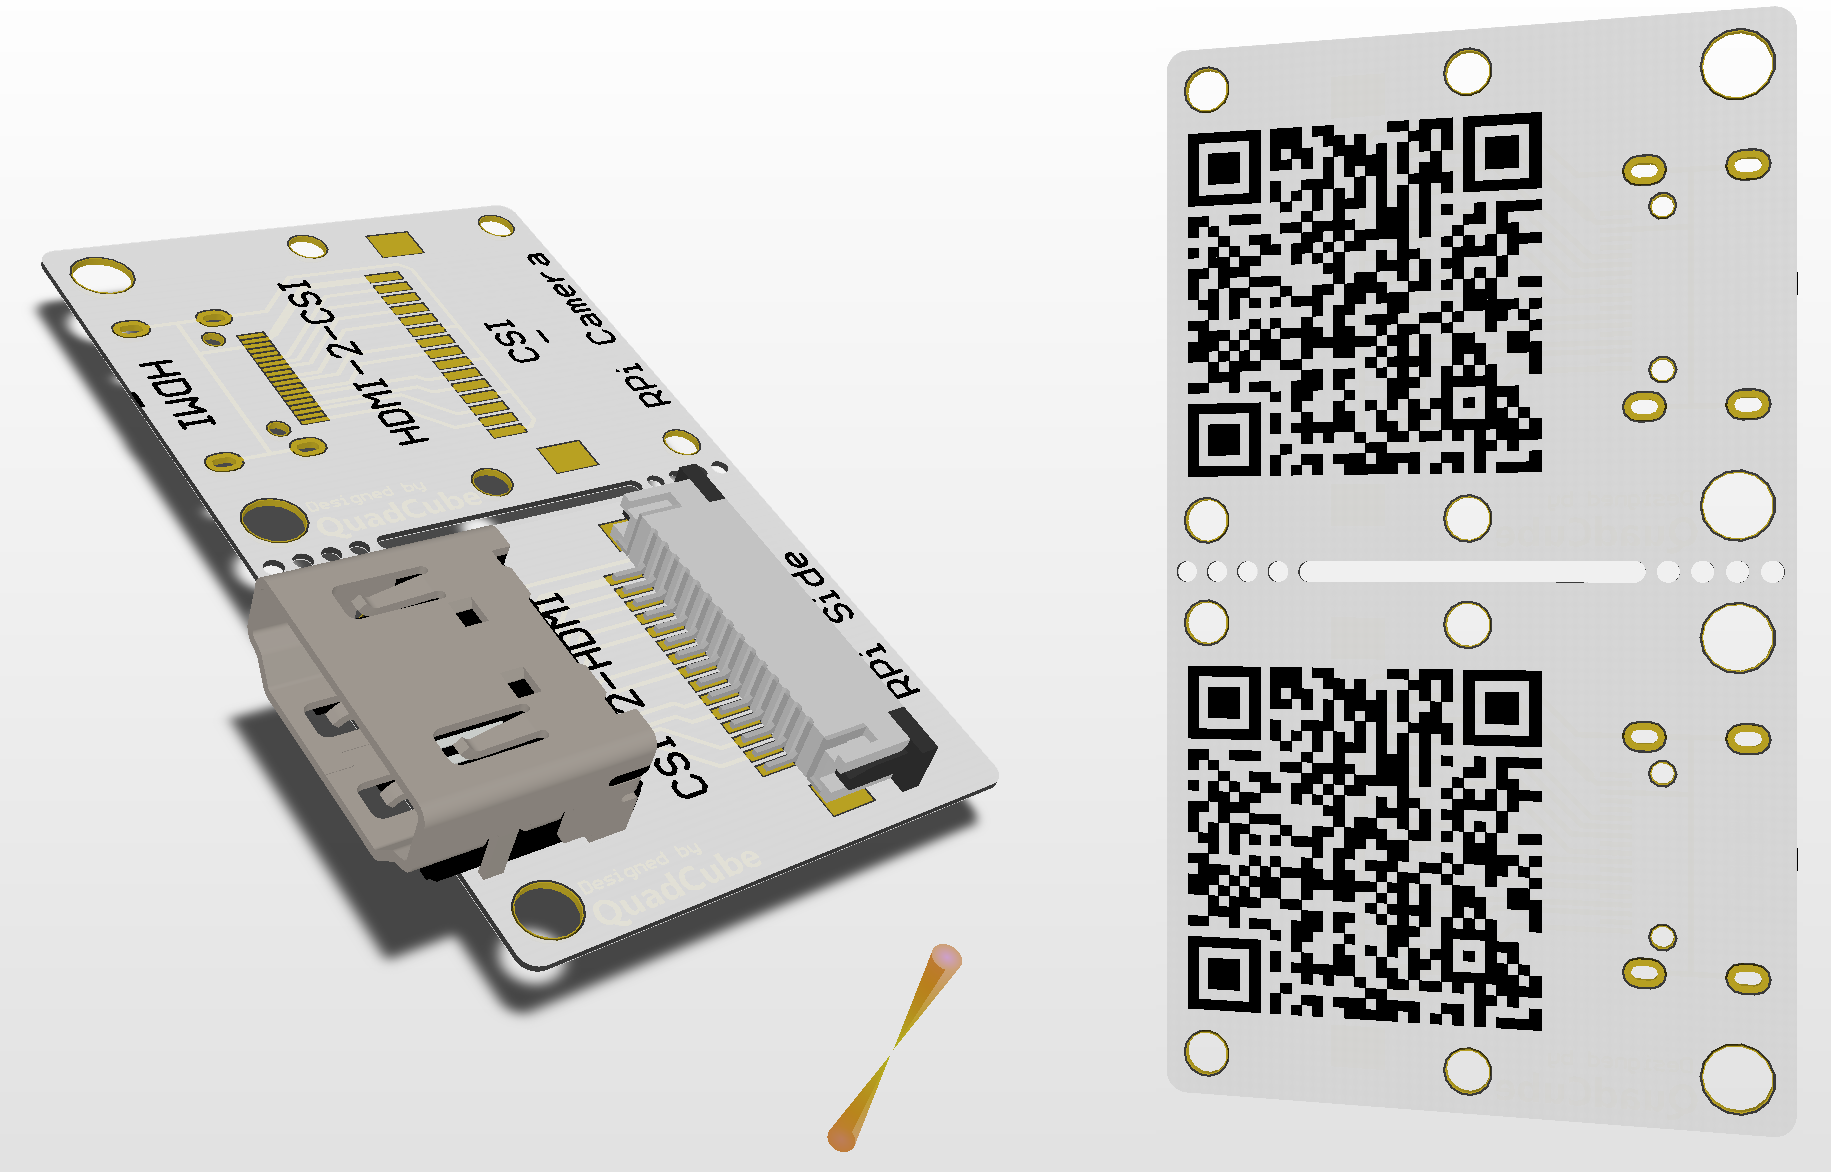 RPi Camera
CSI
HDMI-2-CSI
HDMI
Designed by
QuadCube
RPi Side
CSI-2-HDMI
Designed by
QuadCube